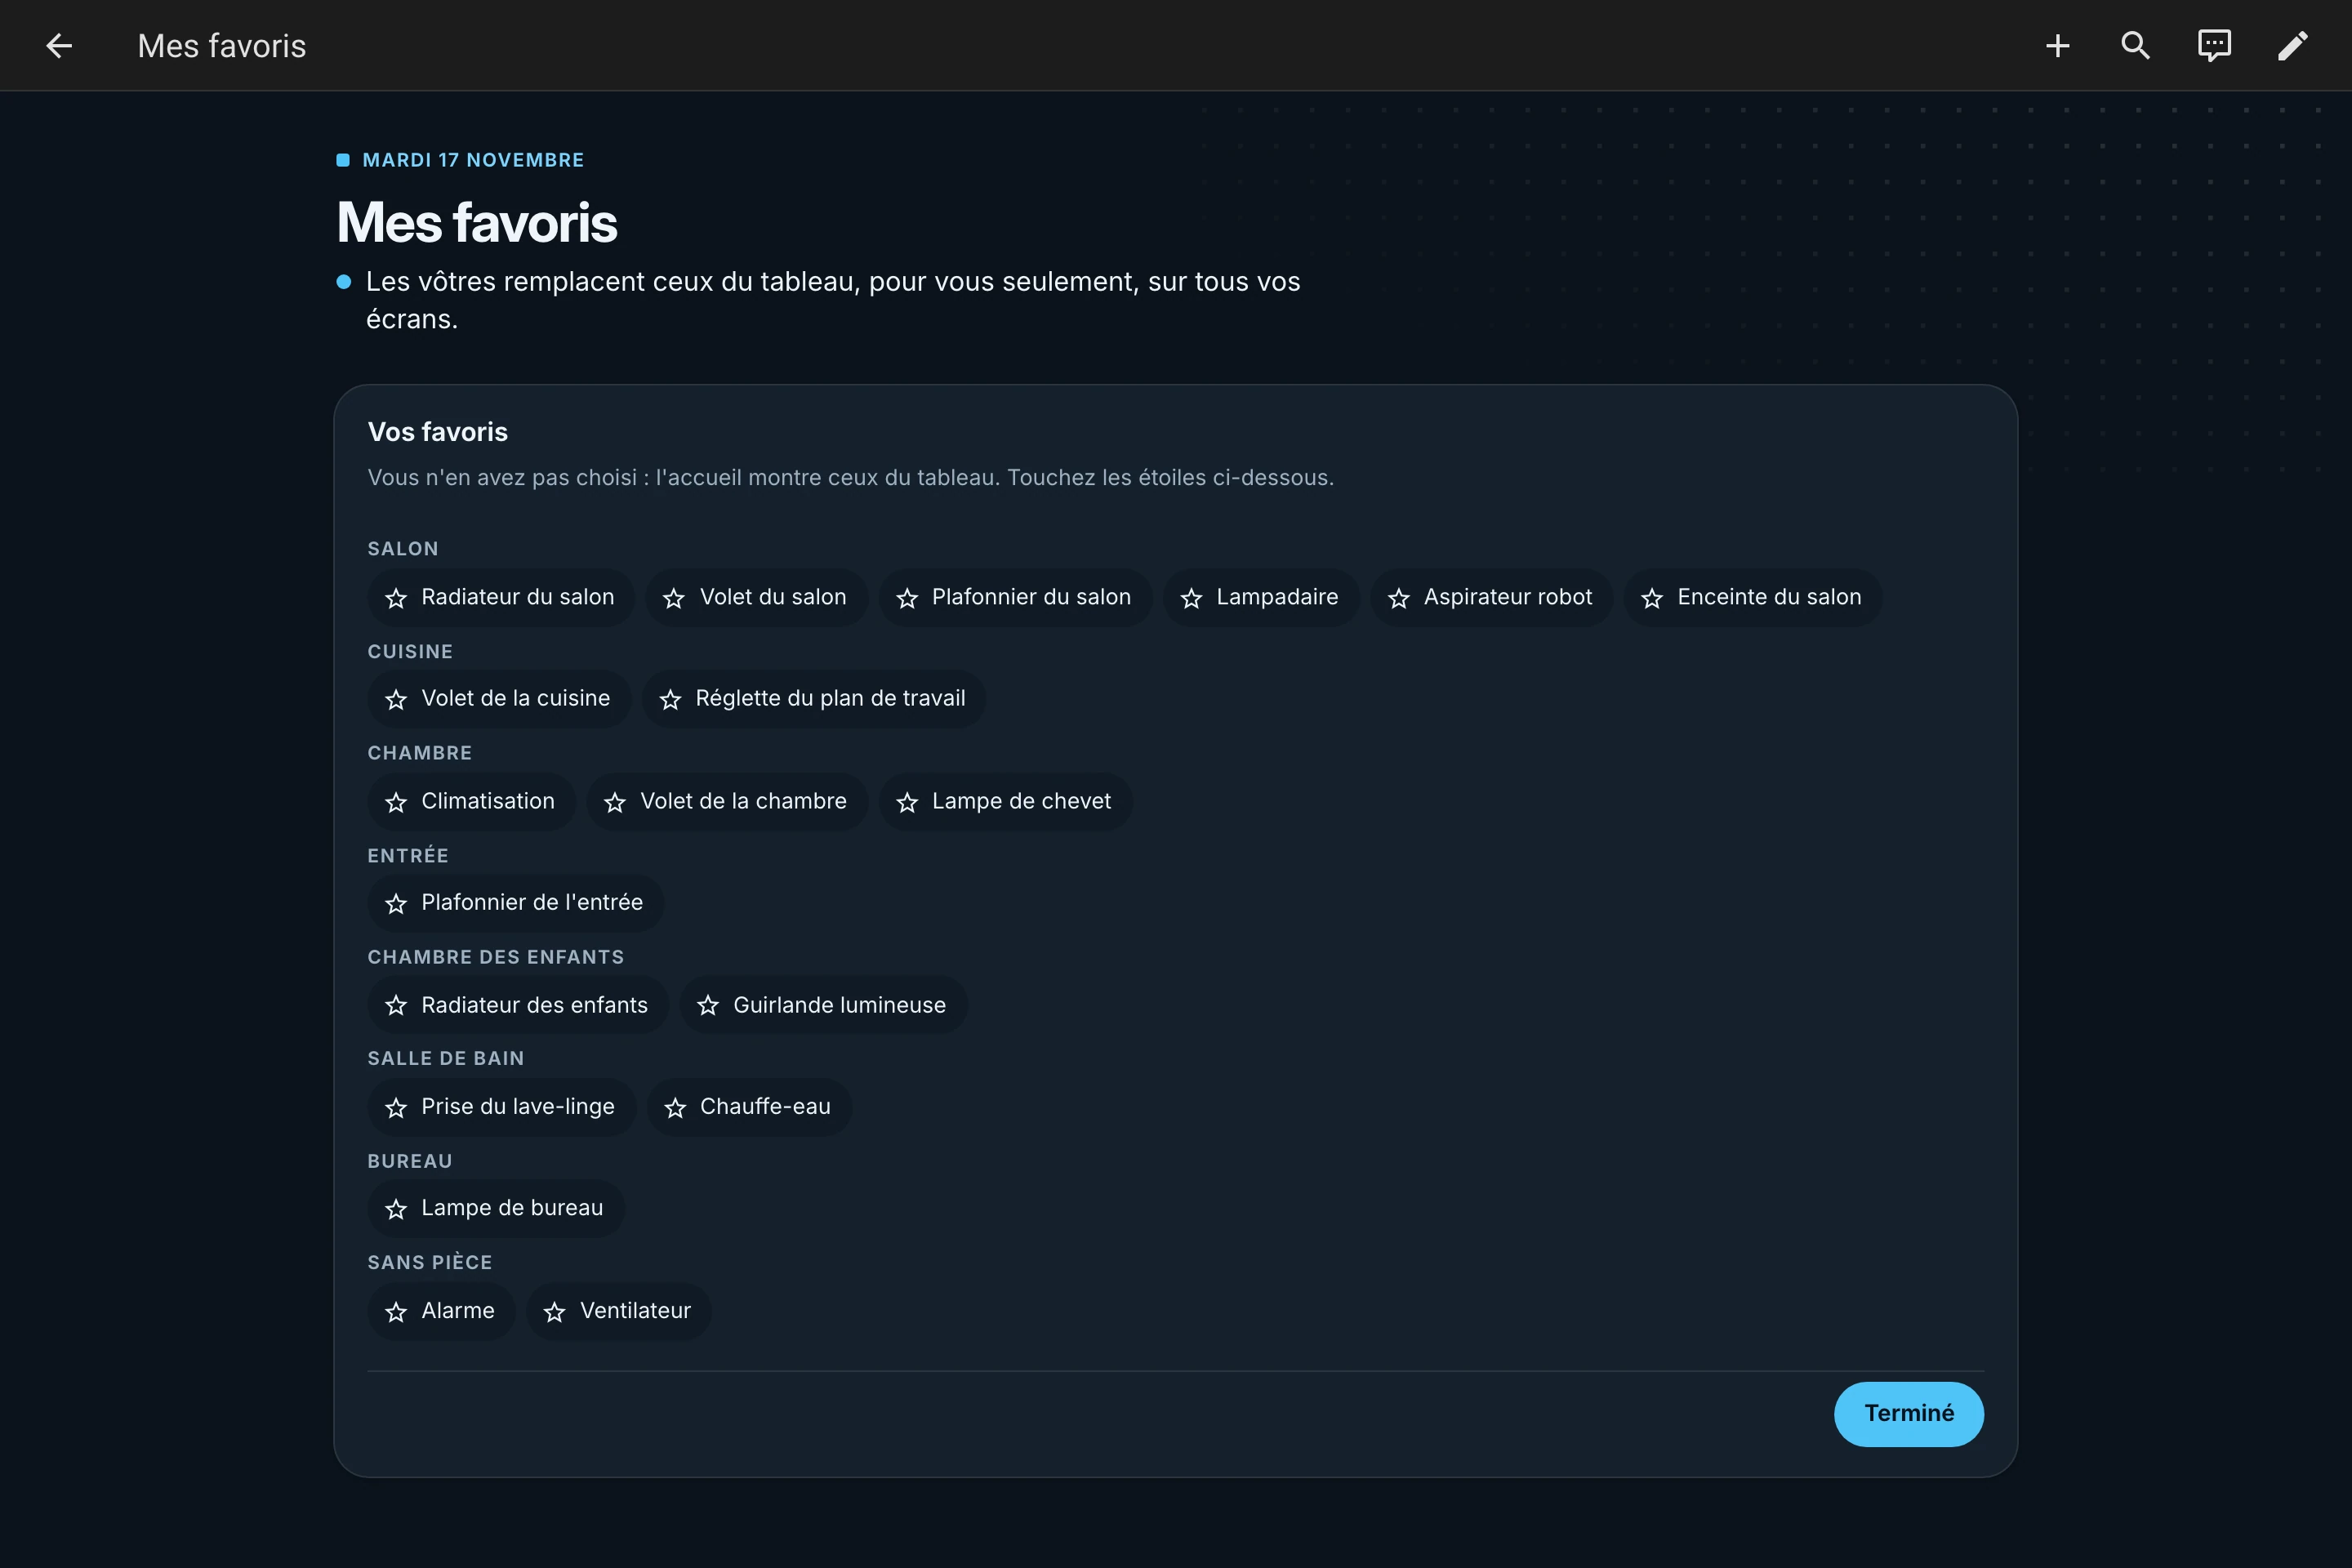 Mes favoris
MARDI 17 NOVEMBRE
Mes favoris
Les vôtres remplacent ceux du tableau, pour vous seulement, sur tous vos
écrans.
Vos favoris
Vous n'en avez pas choisi : l'accueil montre ceux du tableau. Touchez les étoiles ci-dessous.
SALON
Radiateur du salon Volet du salon Plafonnier du salon Lampadaire Aspirateur robot Enceinte du salon
CUISINE
Volet de la cuisine Réglette du plan de travail
CHAMBRE
Climatisation Volet de la chambre Lampe de chevet
ENTRÉE
Plafonnier de l'entrée
CHAMBRE DES ENFANTS
Radiateur des enfants Guirlande lumineuse
SALLE DE BAIN
Prise du lave-linge Chauffe-eau
BUREAU
Lampe de bureau
SANS PIÈCE
Alarme Ventilateur
Terminé